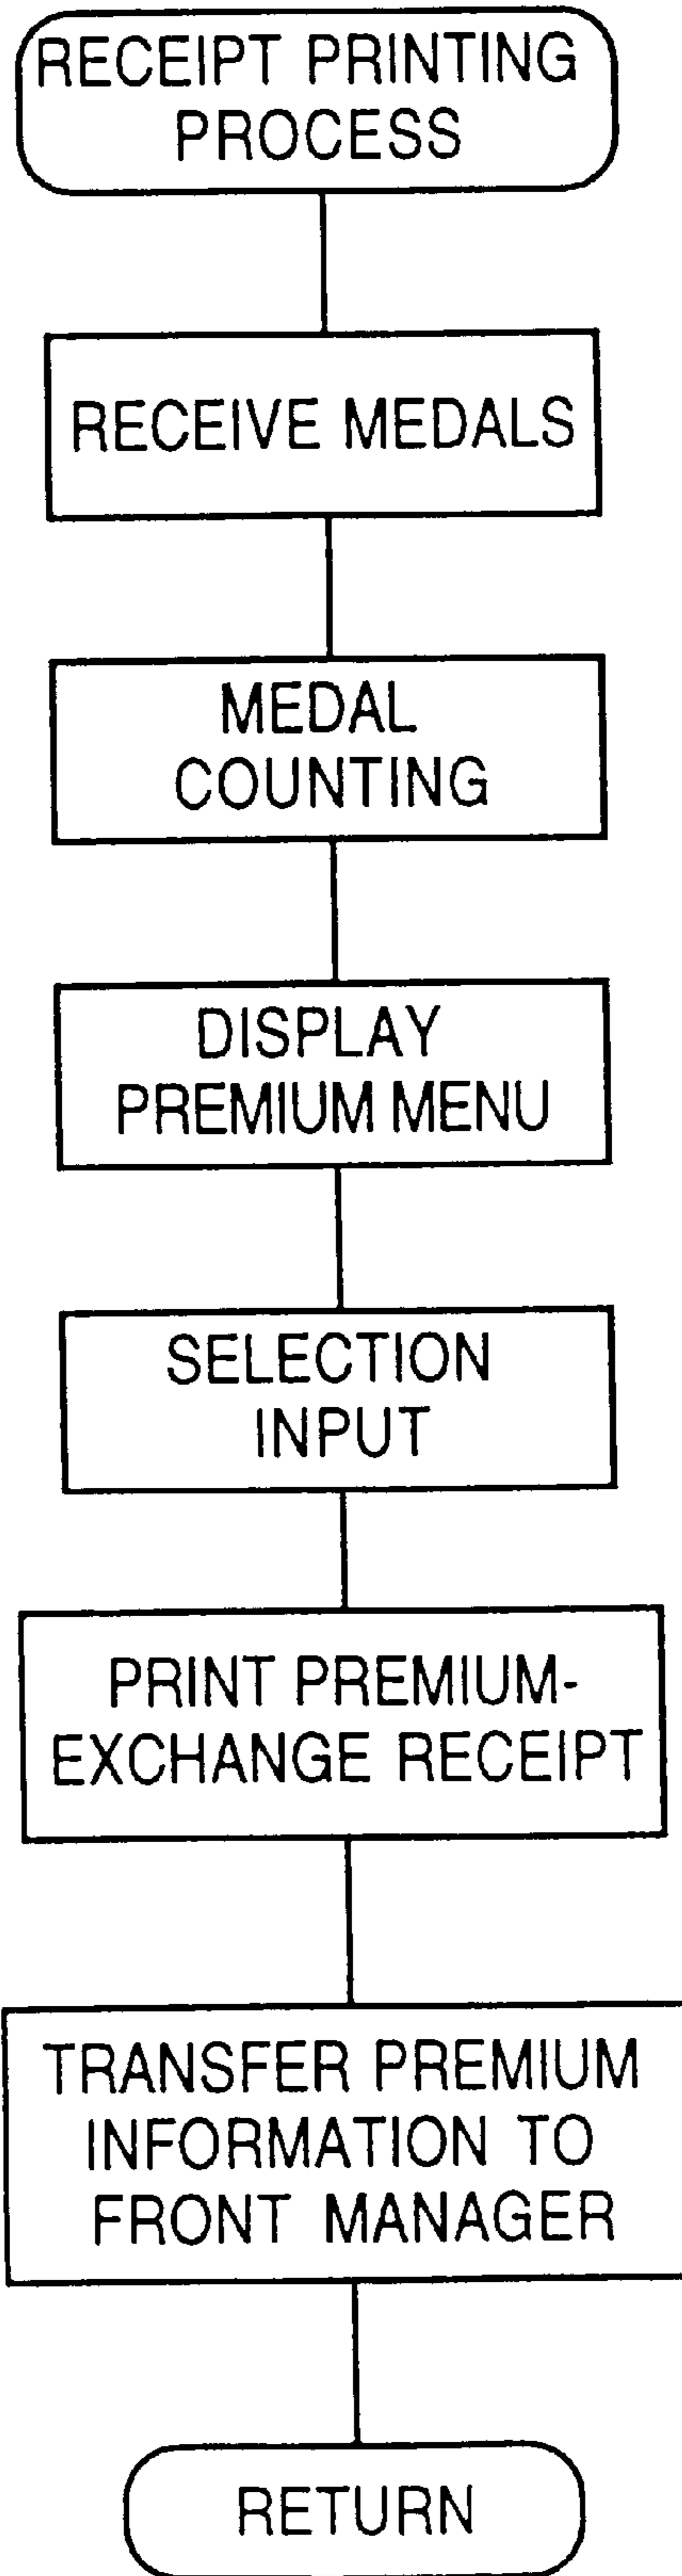 RECEIPT PRINTING
PROCESS
RECEIVE MEDALS
MEDAL
COUNTING
DISPLAY
PREMIUM MENU
SELECTION
INPUT
PRINT PREMIUM-
EXCHANGE RECEIPT
TRANSFER PREMIUM
INFORMATION TO
FRONT MANAGER
RETURN